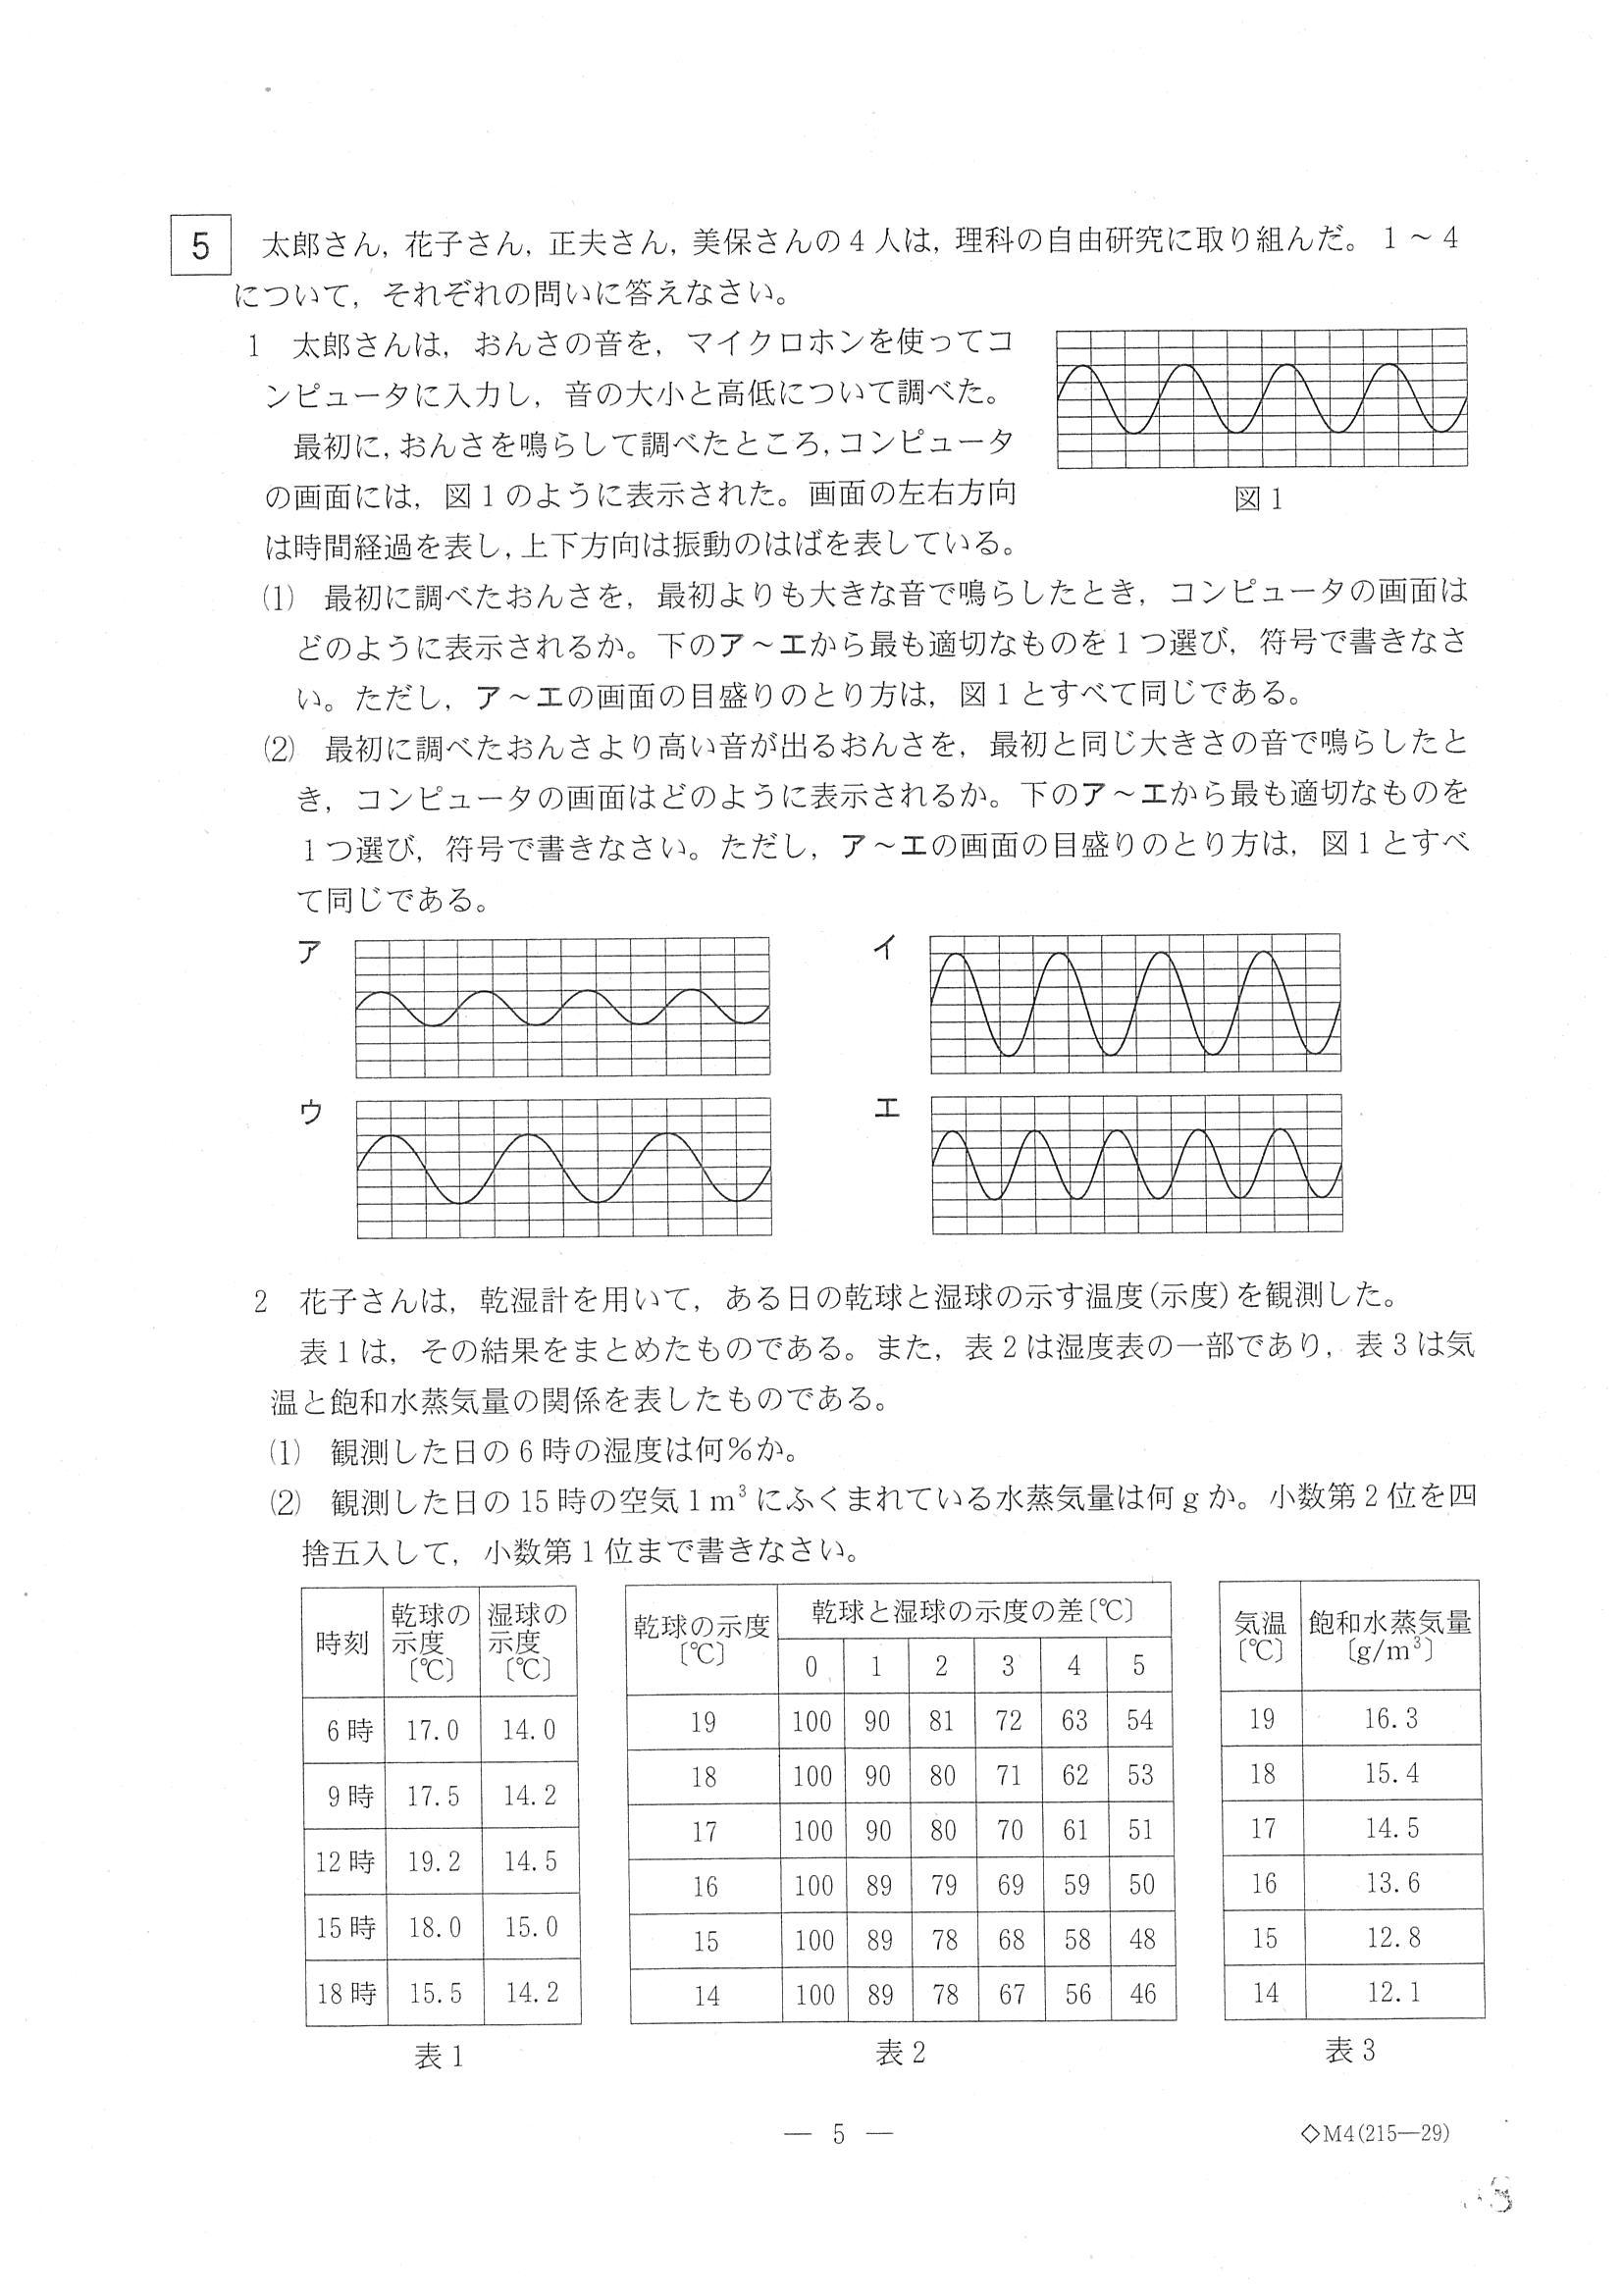 5 太郎さん,花子さん,正夫さん,美保さんの4人は,理科の自由研究に取り組んだ。1～4
について,それぞれの問いに答えなさい。
1 太郎さんは,おんさの音を,マイクロホンを使ってコ
ンピュータに入力し,音の大小と高低について調べた。
最初に,おんさを鳴らして調べたところ,コンピュータ
の画面には,図1のように表示された。画面の左右方向
は時間経過を表し,上下方向は振動のはばを表している。
図1
(1) 最初に調べたおんさを,最初よりも大きな音で鳴らしたとき,コンピュータの画面は
どのように表示されるか。下のア～エから最も適切なものを1つ選び,符号で書きなさ
い。ただし,ア～エの画面の目盛りのとり方は,図1とすべて同じである。
(2) 最初に調べたおんさより高い音が出るおんさを,最初と同じ大きさの音で鳴らしたと
き,コンピュータの画面はどのように表示されるか。下のア～エから最も適切なものを
1つ選び,符号で書きなさい。ただし,ア～エの画面の目盛りのとり方は,図1とすべ
て同じである。
ア イ
ウ エ
2 花子さんは,乾湿計を用いて,ある日の乾球と湿球の示す温度(示度)を観測した。
表1は,その結果をまとめたものである。また,表2は湿度表の一部であり,表3は気
温と飽和水蒸気量の関係を表したものである。
(1) 観測した日の6時の湿度は何%か。
(2) 観測した日の15時の空気1m³にふくまれている水蒸気量は何gか。小数第2位を四
捨五入して,小数第1位まで書きなさい。
時刻 乾球の示度〔℃〕 湿球の示度〔℃〕
6時 17.0 14.0
9時 17.5 14.2
12時 19.2 14.5
15時 18.0 15.0
18時 15.5 14.2
表1
乾球の示度〔℃〕 乾球と湿球の示度の差〔℃〕
0 1 2 3 4 5
19 100 90 81 72 63 54
18 100 90 80 71 62 53
17 100 90 80 70 61 51
16 100 89 79 69 59 50
15 100 89 78 68 58 48
14 100 89 78 67 56 46
表2
気温〔℃〕 飽和水蒸気量〔g/m³〕
19 16.3
18 15.4
17 14.5
16 13.6
15 12.8
14 12.1
表3
— 5 —
◇M4(215—29)